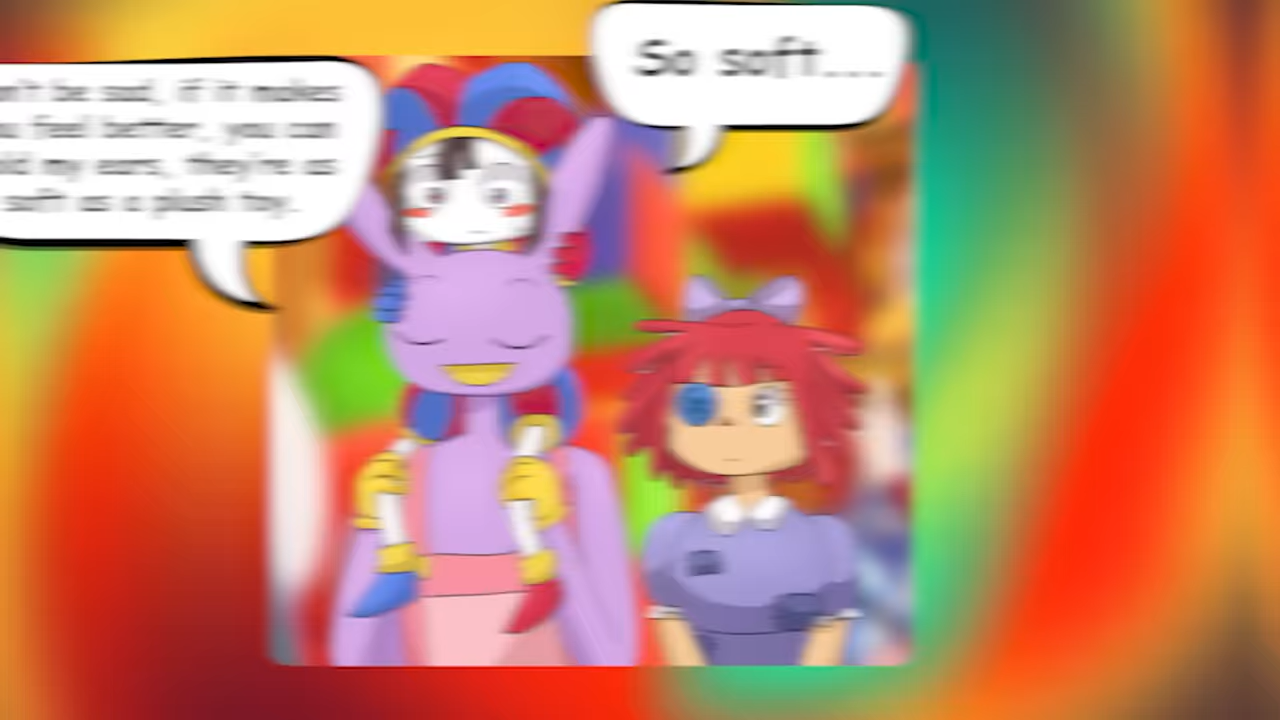 n't be sad, if it makes
u feel better, you can
ld my ears, they're as
soft as a plush toy.
So soft....